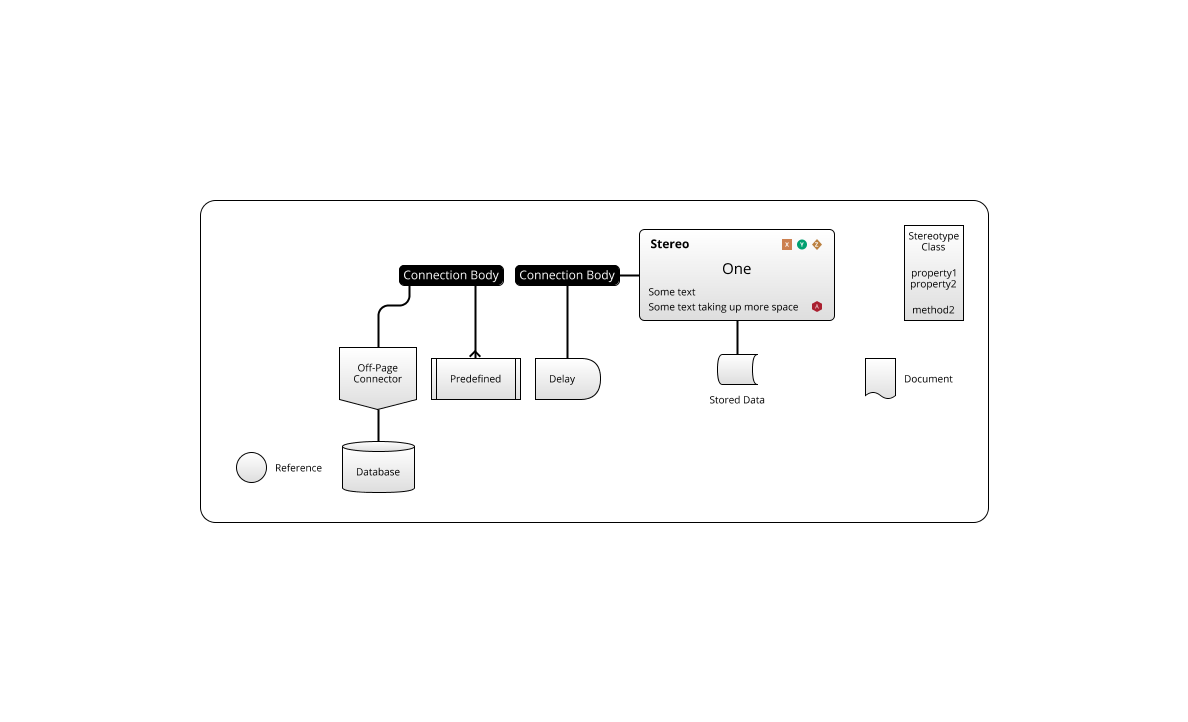 Stereo
X Y Z
One
Some text
Some text taking up more space A
Stereotype
Class
property1
property2
method2
Connection Body
Connection Body
Off-Page
Connector
Predefined
Delay
Stored Data
Document
Reference
Database